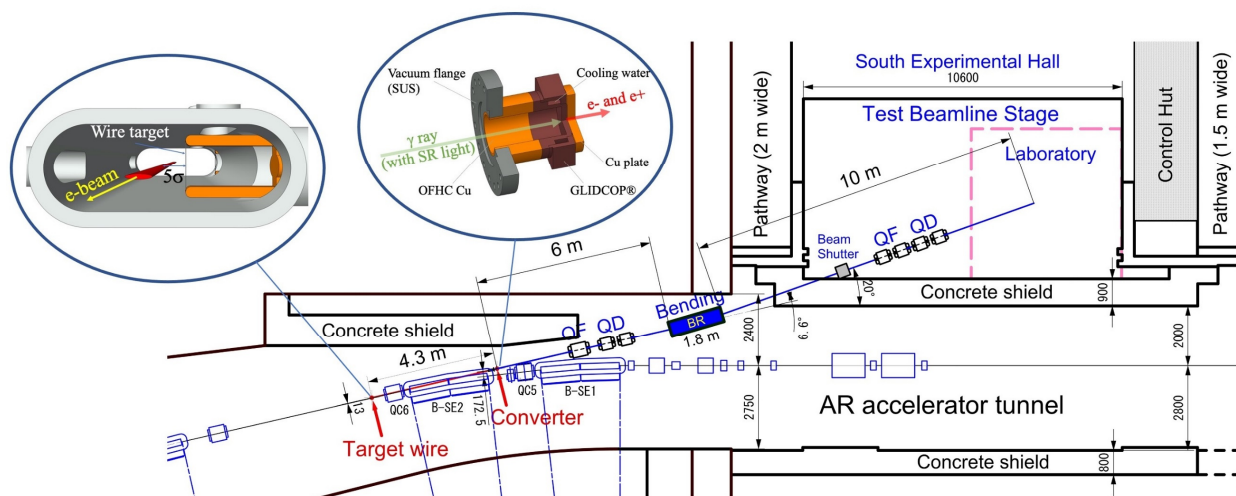 Wire target
5σ
e-beam
Vacuum flange
(SUS)
Cooling water
e- and e+
γ ray
(with SR light)
Cu plate
OFHC Cu
GLIDCOP®
Pathway (2 m wide)
South Experimental Hall
10600
Test Beamline Stage
Laboratory
Control Hut
Pathway (1.5 m wide)
10 m
6 m
QF
QD
Beam
Shutter
20°
Concrete shield
900
Bending
BR
1.8 m
6.6°
2400
2000
Concrete shield
QF
QD
4.3 m
13
QC6
B-SE2
172.5
QC5
B-SE1
Converter
Target wire
2750
AR accelerator tunnel
2800
Concrete shield
800